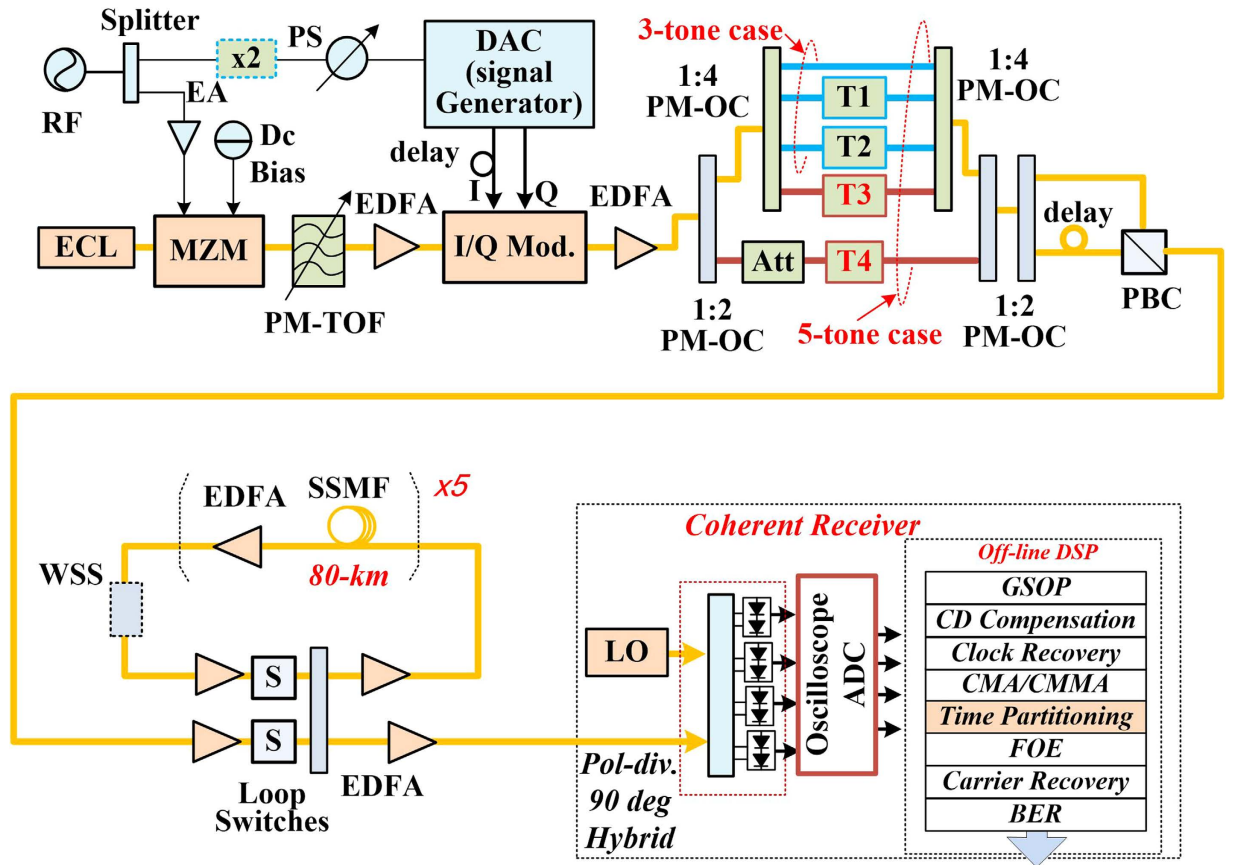 Splitter
RF
x2
PS
EA
Dc
Bias
DAC
(signal
Generator)
delay
I
Q
ECL
MZM
PM-TOF
EDFA
I/Q Mod.
EDFA
1:2
PM-OC
1:4
PM-OC
3-tone case
T1
T2
T3
Att
T4
5-tone case
1:4
PM-OC
1:2
PM-OC
delay
PBC
EDFA
SSMF
x5
80-km
WSS
S
S
Loop
Switches
EDFA
Coherent Receiver
LO
Pol-div.
90 deg
Hybrid
Oscilloscope
ADC
Off-line DSP
GSOP
CD Compensation
Clock Recovery
CMA/CMMA
Time Partitioning
FOE
Carrier Recovery
BER